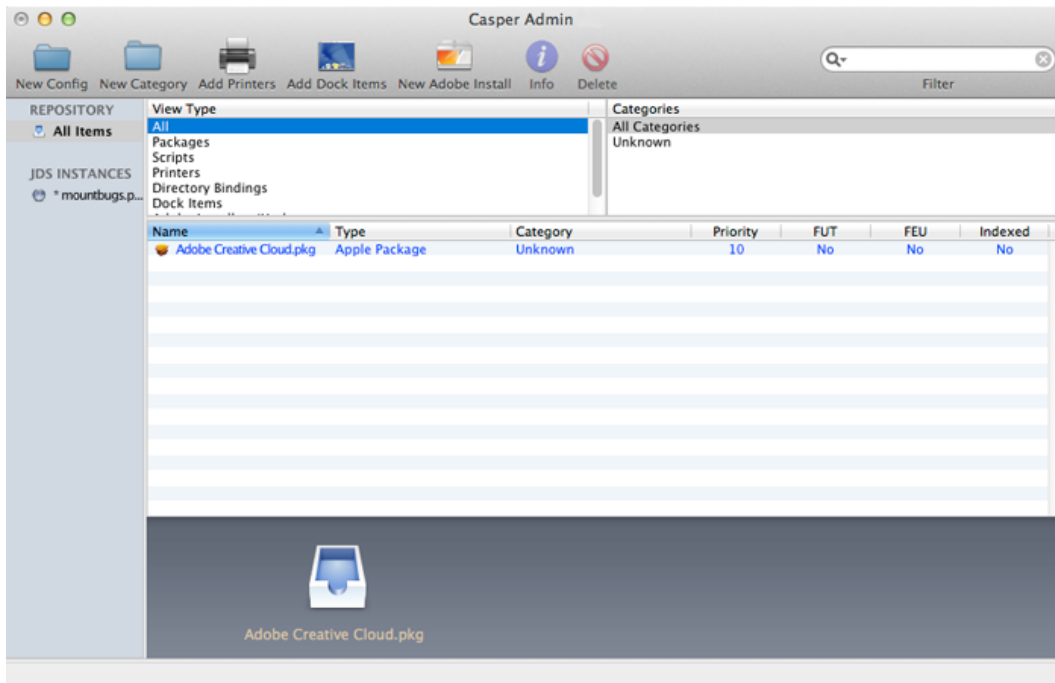 Casper Admin
New Config New Category Add Printers Add Dock Items New Adobe Install Info Delete Filter
REPOSITORY
All Items
JDS INSTANCES
* mountbugs.p...
View Type
All
Packages
Scripts
Printers
Directory Bindings
Dock Items
Categories
All Categories
Unknown
Name Type Category Priority FUT FEU Indexed
Adobe Creative Cloud.pkg Apple Package Unknown 10 No No No
Adobe Creative Cloud.pkg